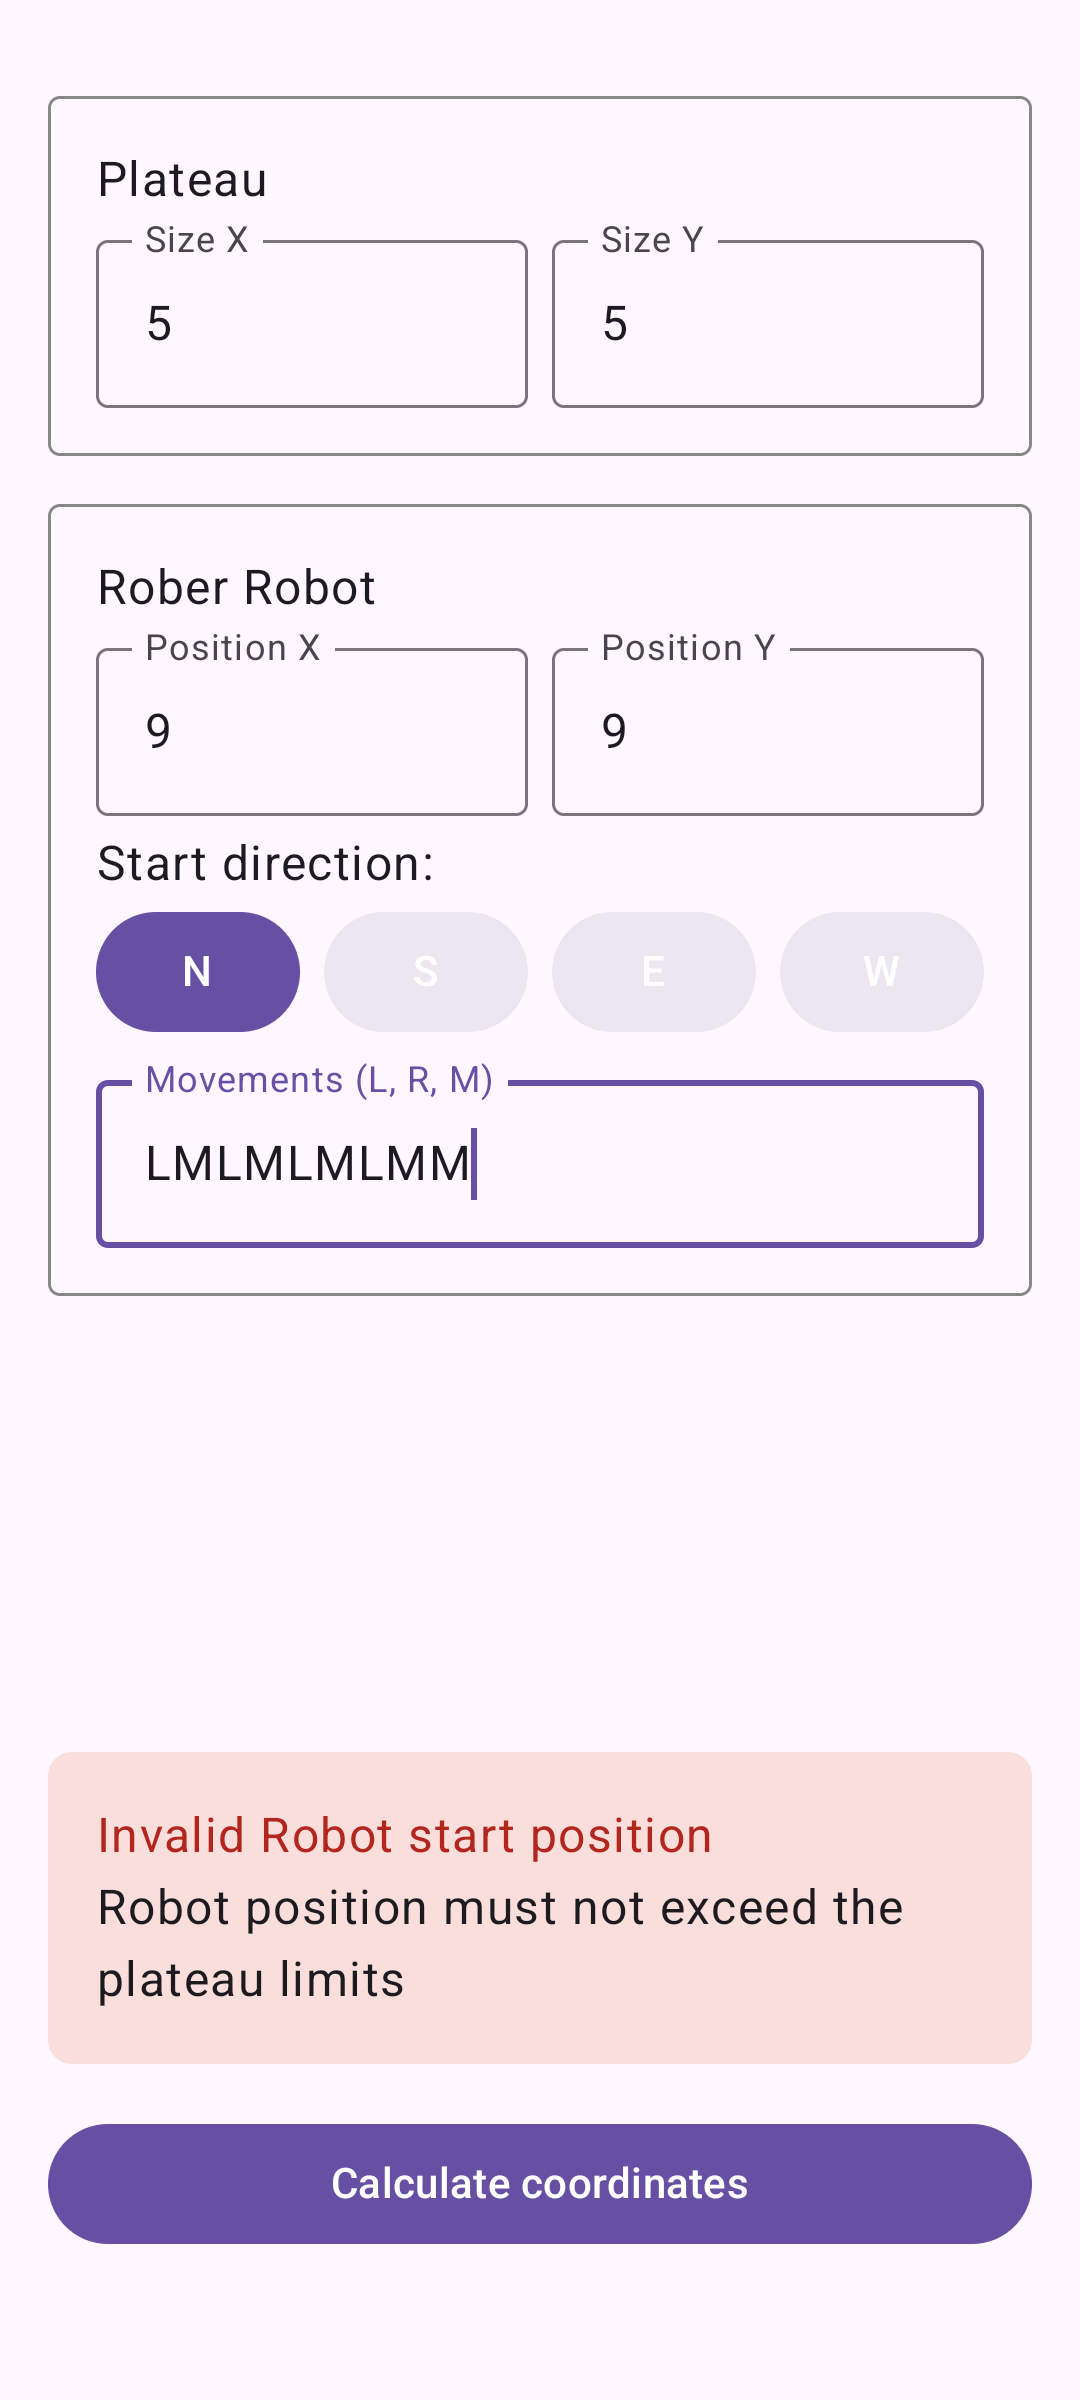 Plateau
Size X
Size Y
5
5
Rober Robot
Position X
Position Y
9
9
Start direction:
N
S
E
W
Movements (L, R, M)
LMLMLMLMM
Invalid Robot start position
Robot position must not exceed the
plateau limits
Calculate coordinates